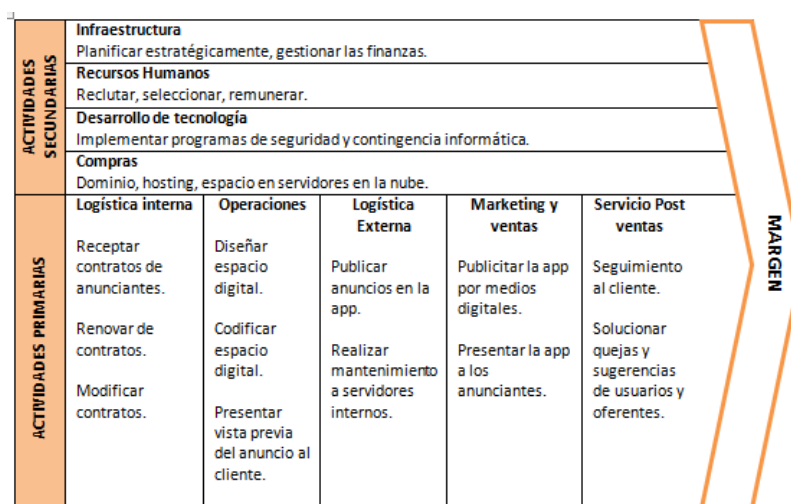 ACTIVIDADES
SECUNDARIAS
Infraestructura
Planificar estratégicamente, gestionar las finanzas.
Recursos Humanos
Reclutar, seleccionar, remunerar.
Desarrollo de tecnología
Implementar programas de seguridad y contingencia informática.
Compras
Dominio, hosting, espacio en servidores en la nube.
ACTIVIDADES PRIMARIAS
Logística interna
Receptar
contratos de
anunciantes.
Renovar de
contratos.
Modificar
contratos.
Operaciones
Diseñar
espacio
digital.
Codificar
espacio
digital.
Presentar
vista previa
del anuncio al
cliente.
Logística
Externa
Publicar
anuncios en la
app.
Realizar
mantenimiento
a servidores
internos.
Marketing y
ventas
Publicitar la app
por medios
digitales.
Presentar la app
a los
anunciantes.
Servicio Post
ventas
Seguimiento
al cliente.
Solucionar
quejas y
sugerencias
de usuarios y
oferentes.
MARGEN